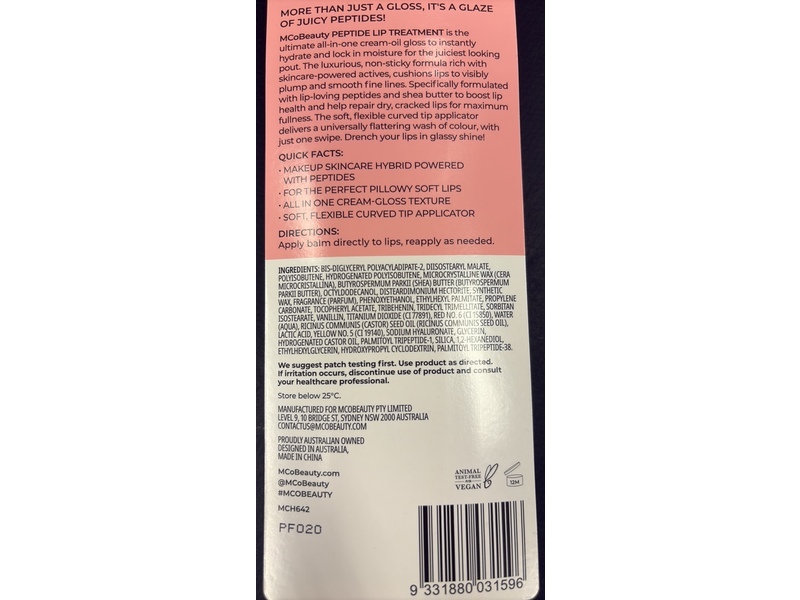 MORE THAN JUST A GLOSS, IT'S A GLAZE
OF JUICY PEPTIDES!
MCoBeauty PEPTIDE LIP TREATMENT is the
ultimate all-in-one cream-oil gloss to instantly
hydrate and lock in moisture for the juiciest looking
pout. The luxurious, non-sticky formula rich with
skincare-powered actives, cushions lips to visibly
plump and smooth fine lines. Specifically formulated
with lip-loving peptides and shea butter to boost lip
health and help repair dry, cracked lips for maximum
fullness. The soft, flexible curved tip applicator
delivers a universally flattering wash of colour, with
just one swipe. Drench your lips in glassy shine!
QUICK FACTS:
• MAKEUP SKINCARE HYBRID POWERED
WITH PEPTIDES
• FOR THE PERFECT PILLOWY SOFT LIPS
• ALL IN ONE CREAM-GLOSS TEXTURE
• SOFT, FLEXIBLE CURVED TIP APPLICATOR
DIRECTIONS:
Apply balm directly to lips, reapply as needed.
INGREDIENTS: BIS-DIGLYCERYL POLYACYLADIPATE-2, DIISOSTEARYL MALATE,
POLYISOBUTENE, HYDROGENATED POLYISOBUTENE, MICROCRYSTALLINE WAX (CERA
MICROCRISTALLINA), BUTYROSPERMUM PARKII (SHEA) BUTTER (BUTYROSPERMUM
PARKII BUTTER), OCTYLDODECANOL, DISTEARDIMONIUM HECTORITE, SYNTHETIC
WAX, FRAGRANCE (PARFUM), PHENOXYETHANOL, ETHYLHEXYL PALMITATE, PROPYLENE
CARBONATE, TOCOPHERYL ACETATE, TRIBEHENIN, TRIDECYL TRIMELLITATE, SORBITAN
ISOSTEARATE, VANILLIN, TITANIUM DIOXIDE (CI 77891), RED NO. 6 (CI 15850), WATER
(AQUA), RICINUS COMMUNIS (CASTOR) SEED OIL (RICINUS COMMUNIS SEED OIL),
LACTIC ACID, YELLOW NO. 5 (CI 19140), SODIUM HYALURONATE, GLYCERIN,
HYDROGENATED CASTOR OIL, PALMITOYL TRIPEPTIDE-1, SILICA, 1,2-HEXANEDIOL,
ETHYLHEXYLGLYCERIN, HYDROXYPROPYL CYCLODEXTRIN, PALMITOYL TRIPEPTIDE-38.
We suggest patch testing first. Use product as directed.
If irritation occurs, discontinue use of product and consult
your healthcare professional.
Store below 25°C.
MANUFACTURED FOR MCOBEAUTY PTY LIMITED
LEVEL 9, 10 BRIDGE ST, SYDNEY NSW 2000 AUSTRALIA
CONTACTUS@MCOBEAUTY.COM
PROUDLY AUSTRALIAN OWNED
DESIGNED IN AUSTRALIA,
MADE IN CHINA
MCoBeauty.com
@MCoBeauty
#MCOBEAUTY
MCH642
PF020
ANIMAL
TEST-FREE
FOR
VEGAN
12M
9 331880 031596